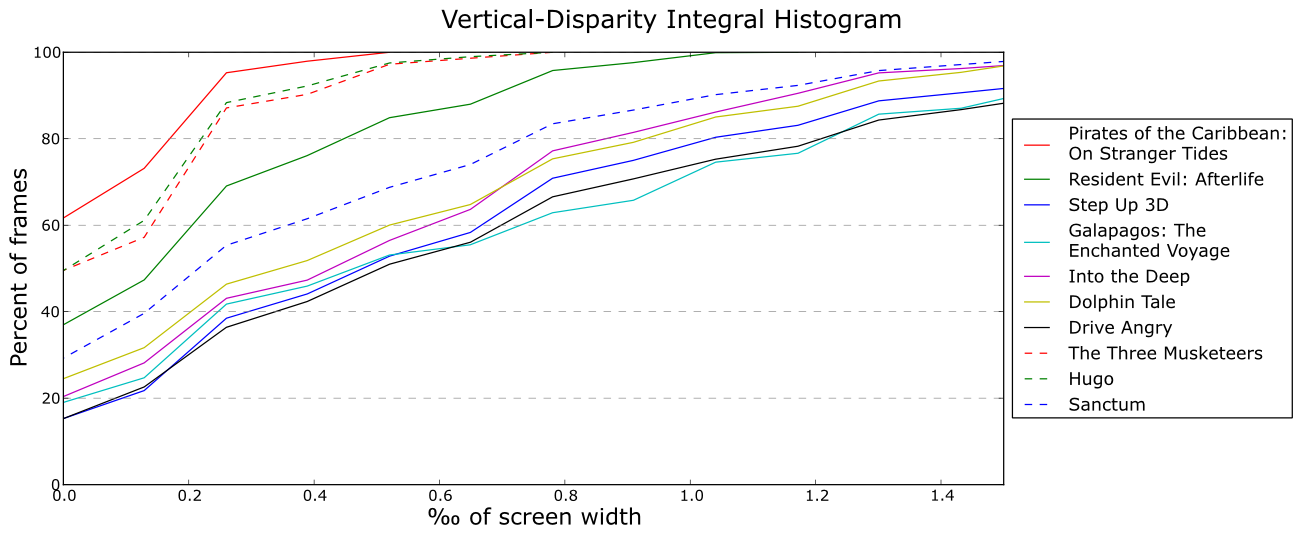 Vertical-Disparity Integral Histogram
Percent of frames
100
80
60
40
20
0
0.0 0.2 0.4 0.6 0.8 1.0 1.2 1.4
‰ of screen width
Pirates of the Caribbean:
On Stranger Tides
Resident Evil: Afterlife
Step Up 3D
Galapagos: The
Enchanted Voyage
Into the Deep
Dolphin Tale
Drive Angry
The Three Musketeers
Hugo
Sanctum